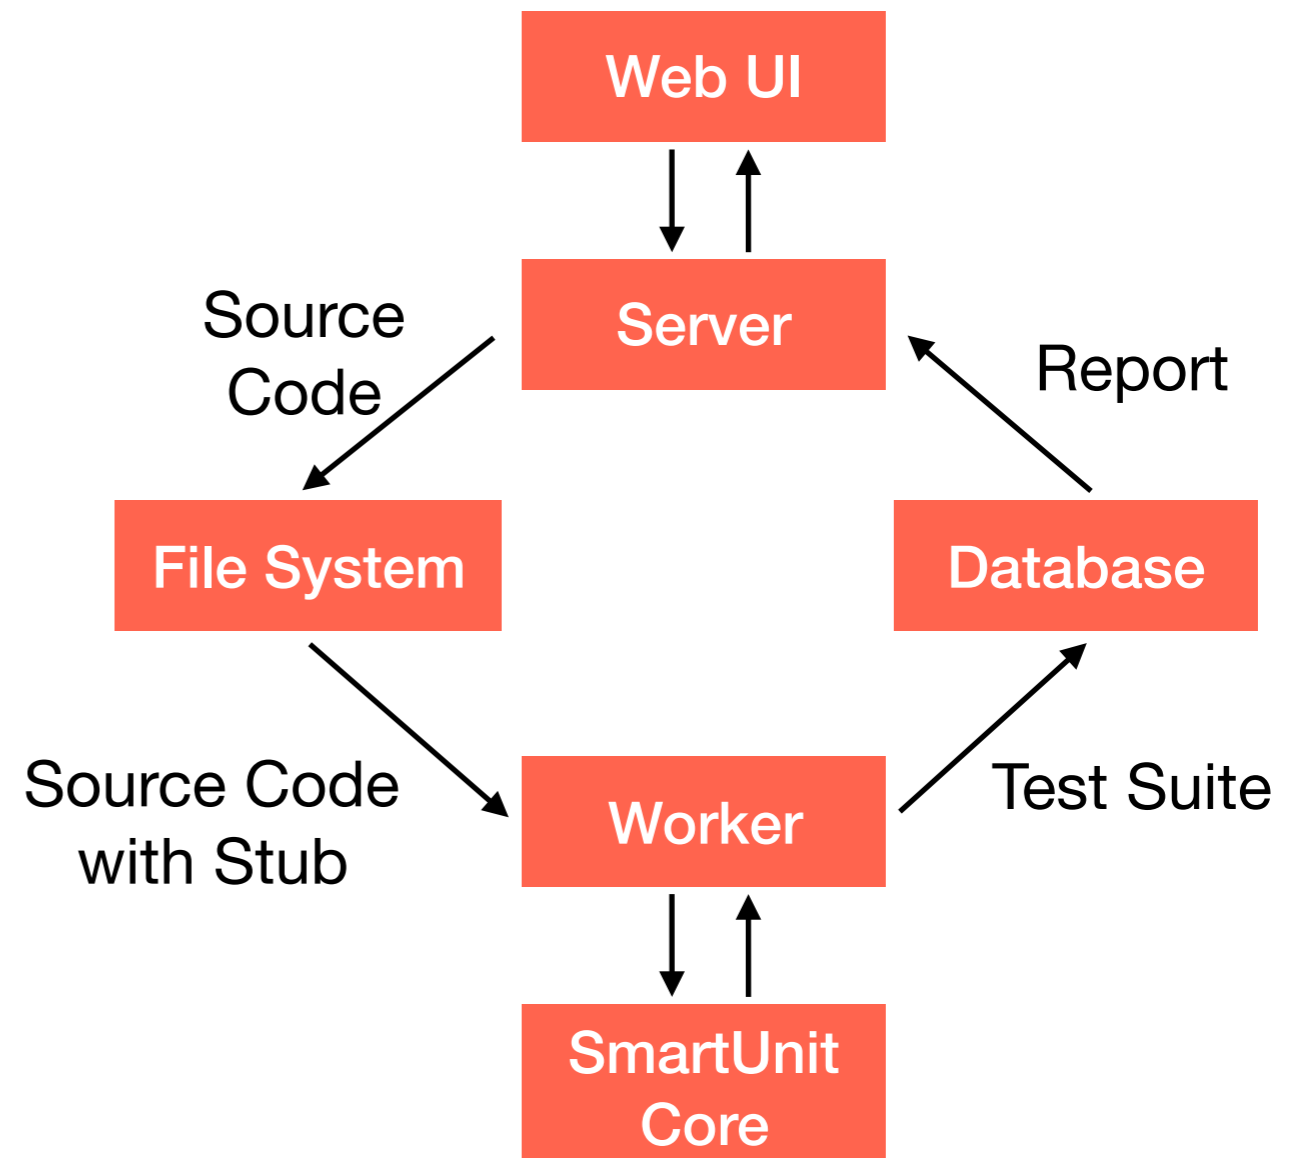 Web UI
Source
Code
Server
Report
File System
Database
Source Code
with Stub
Worker
Test Suite
SmartUnit
Core